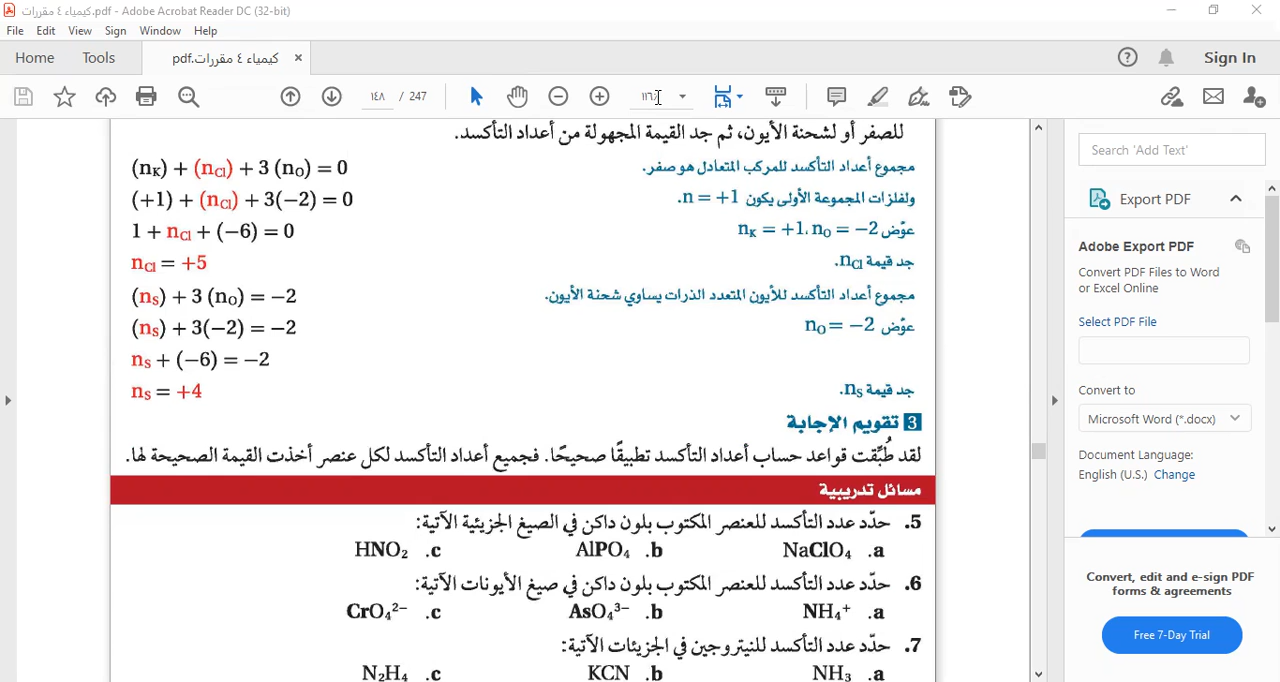 كيمياء ٤ مقررات.pdf - Adobe Acrobat Reader DC (32-bit)
File Edit View Sign Window Help
Home Tools كيمياء ٤ مقررات.pdf × Sign In
١٤٨ / 247
للصفر أو لشحنة الأيون، ثم جد القيمة المجهولة من أعداد التأكسد.
مجموع أعداد التأكسد للمركب المتعادل هو صفر. (nK) + (nCl) + 3 (nO) = 0
ولفلزات المجموعة الأولى يكون n = +1. (+1) + (nCl) + 3(−2) = 0
عوّض nK = +1، nO = −2 1 + nCl + (−6) = 0
جد قيمة nCl. nCl = +5
مجموع أعداد التأكسد للأيون المتعدد الذرات يساوي شحنة الأيون. (nS) + 3 (nO) = −2
عوّض nO = −2 (nS) + 3(−2) = −2
nS + (−6) = −2
جد قيمة nS. nS = +4
3 تقويم الإجابة
لقد طُبِّقت قواعد حساب أعداد التأكسد تطبيقًا صحيحًا. فجميع أعداد التأكسد لكل عنصر أخذت القيمة الصحيحة لها.
مسائل تدريبية
5. حدّد عدد التأكسد للعنصر المكتوب بلون داكن في الصيغ الجزيئية الآتية:
a. NaClO₄ b. AlPO₄ c. HNO₂
6. حدّد عدد التأكسد للعنصر المكتوب بلون داكن في صيغ الأيونات الآتية:
a. NH₄⁺ b. AsO₄³⁻ c. CrO₄²⁻
7. حدّد عدد التأكسد للنيتروجين في الجزيئات الآتية:
a. NH₃ b. KCN c. N₂H₄
Search 'Add Text'
Export PDF
Adobe Export PDF
Convert PDF Files to Word
or Excel Online
Select PDF File
Convert to
Microsoft Word (*.docx)
Document Language:
English (U.S.) Change
Convert, edit and e-sign PDF
forms & agreements
Free 7-Day Trial